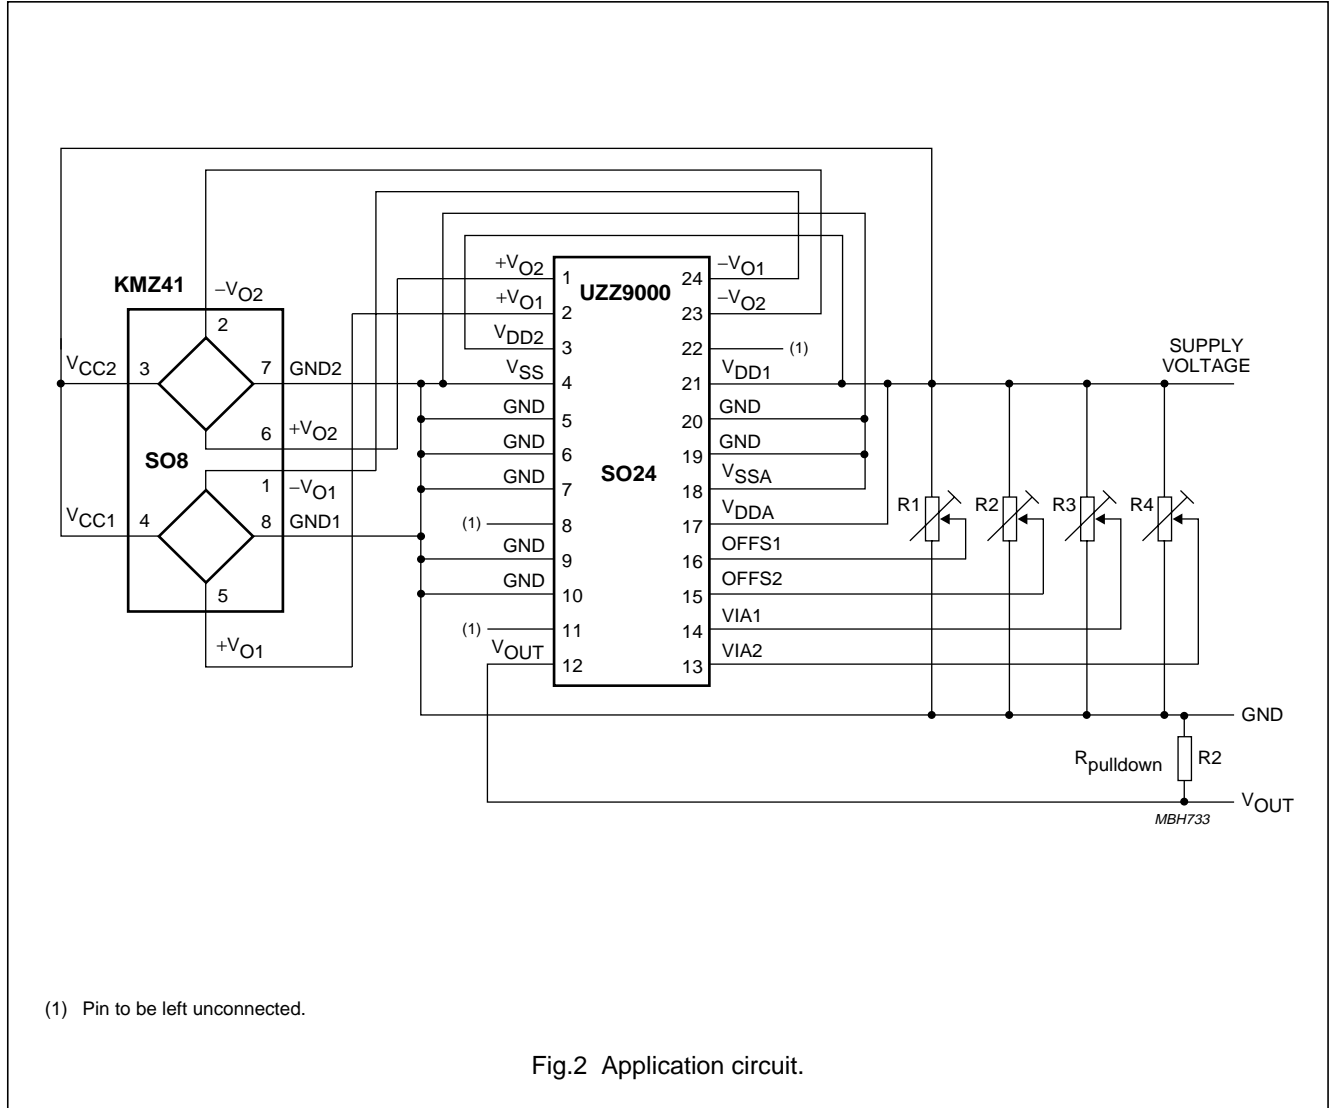 KMZ41
−VO2
2
VCC2
3
7
GND2
6
+VO2
SO8
1
−VO1
VCC1
4
8
GND1
5
+VO1
UZZ9000
SO24
+VO2
1
+VO1
2
VDD2
3
VSS
4
GND
5
GND
6
GND
7
(1)
8
GND
9
GND
10
(1)
11
VOUT
12
24
−VO1
23
−VO2
22
(1)
21
VDD1
20
GND
19
GND
18
VSSA
17
VDDA
16
OFFS1
15
OFFS2
14
VIA1
13
VIA2
SUPPLY
VOLTAGE
R1
R2
R3
R4
GND
Rpulldown
R2
VOUT
MBH733
(1) Pin to be left unconnected.
Fig.2 Application circuit.